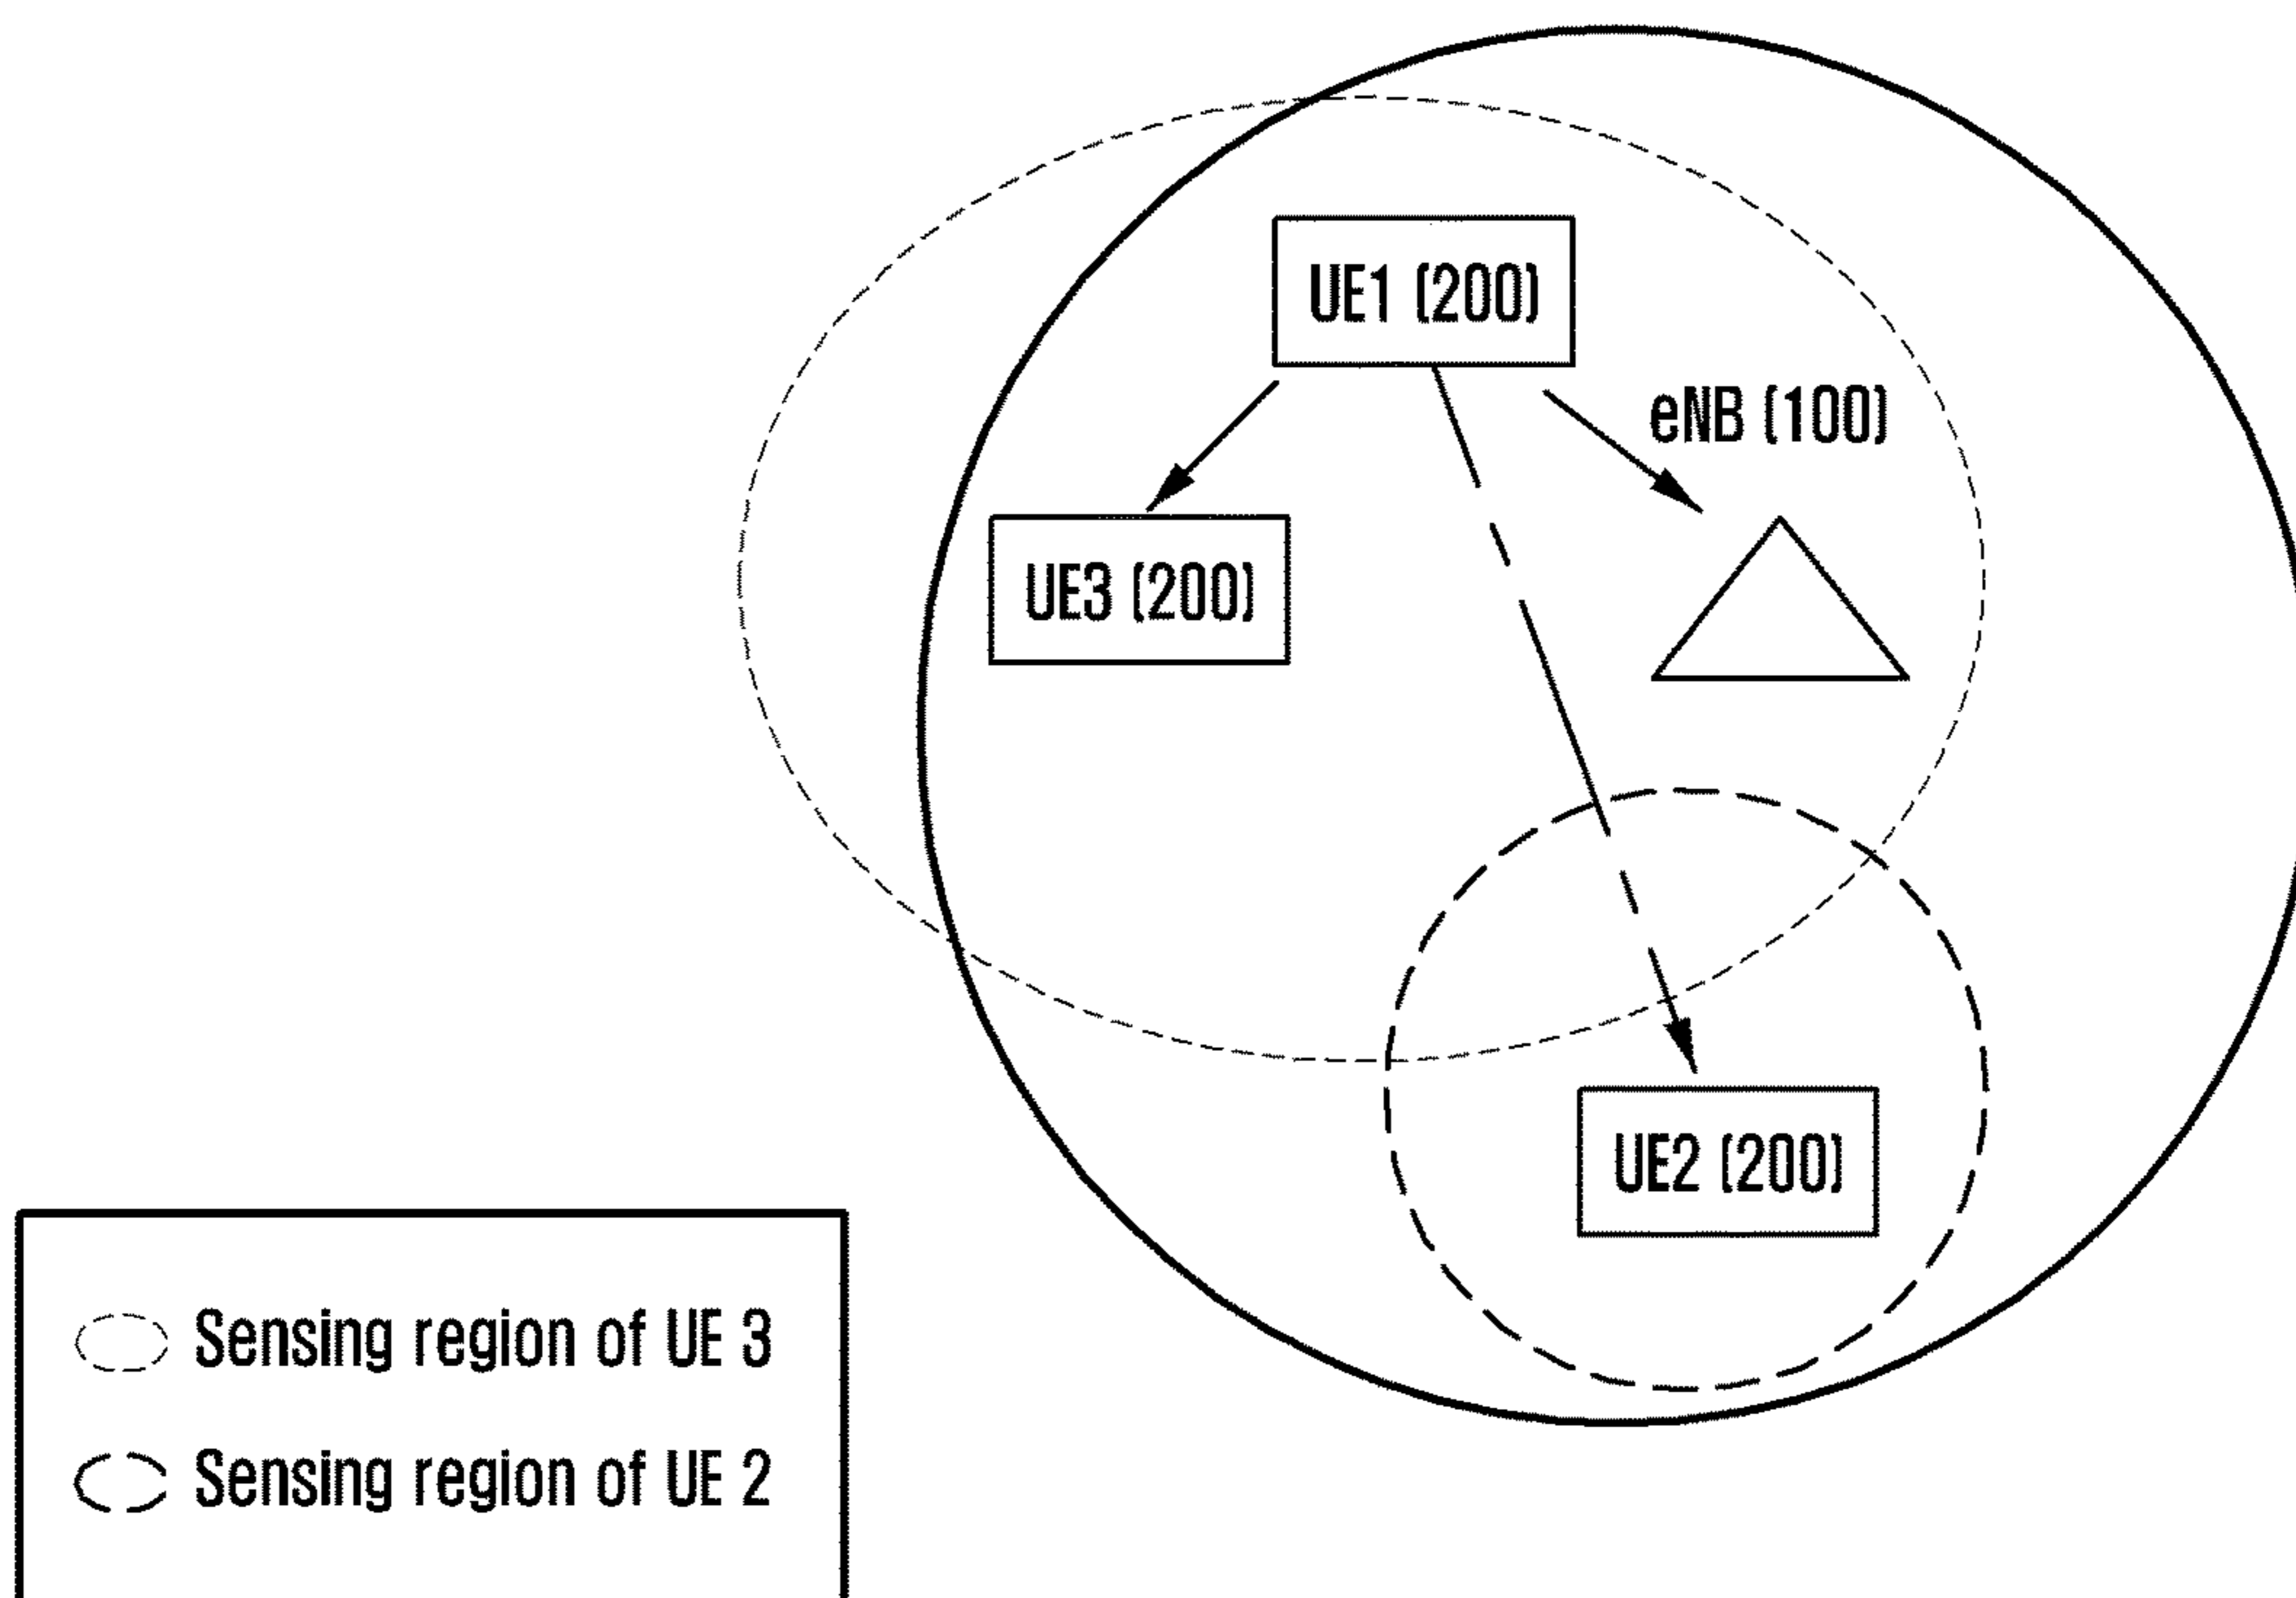 UE1 (200)
eNB (100)
UE3 (200)
UE2 (200)
Sensing region of UE 3
Sensing region of UE 2